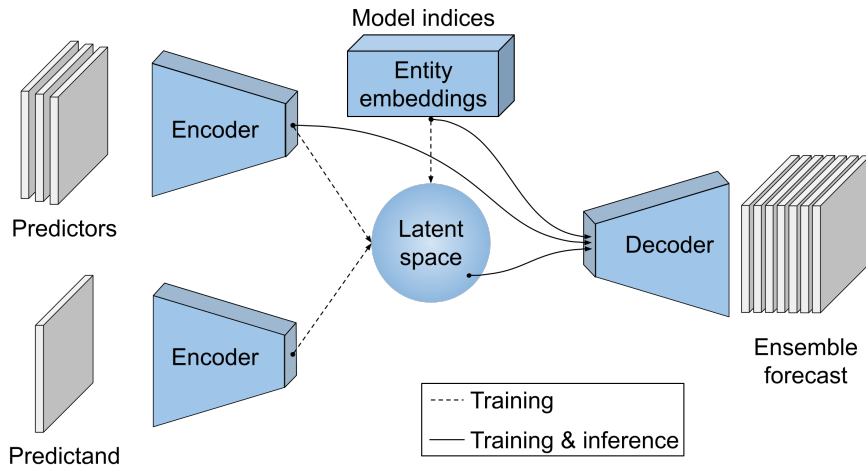 Model indices
Entity
embeddings
Encoder
Predictors
Latent
space
Decoder
Encoder
Predictand
Ensemble
forecast
Training
Training & inference